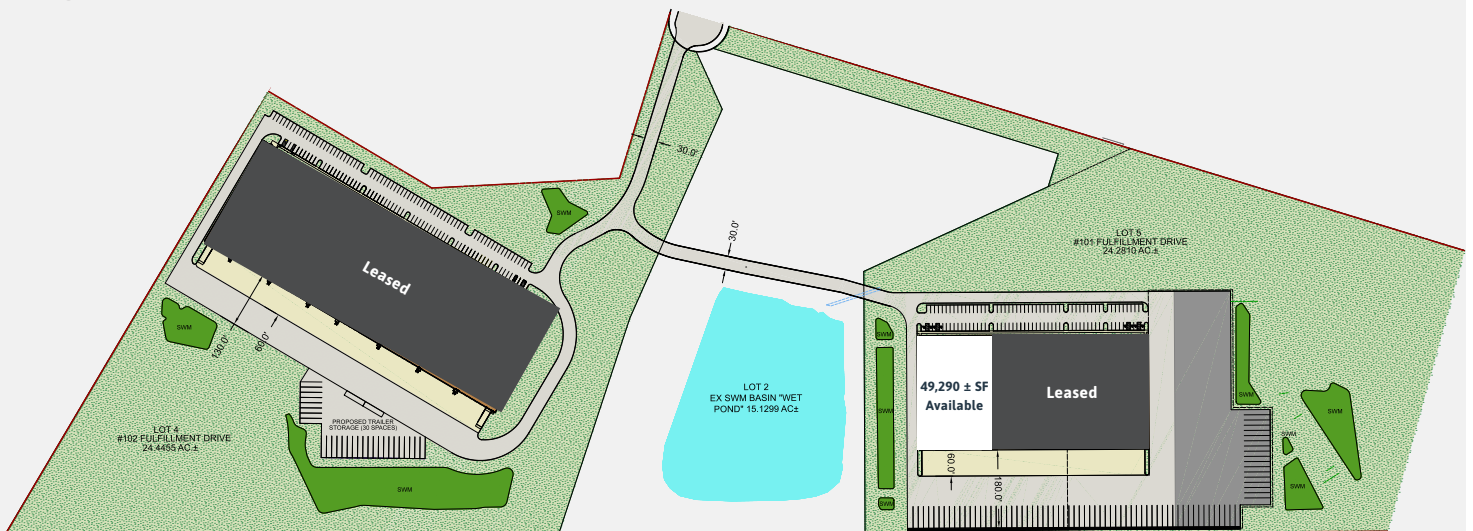 30.0'
SWM
LOT 5
#101 FULFILLMENT DRIVE
24.2810 AC.±
30.0'
Leased
SWM
130.0'
60.0'
SWM
49,290 ± SF
Available
Leased
LOT 2
EX SWM BASIN "WET
POND" 15.1299 AC±
SWM
SWM
PROPOSED TRAILER
STORAGE (30 SPACES)
LOT 4
#102 FULFILLMENT DRIVE
24.4455 AC.±
SWM
SWM
SWM
60.0'
180.0'
SWM
SWM
SWM